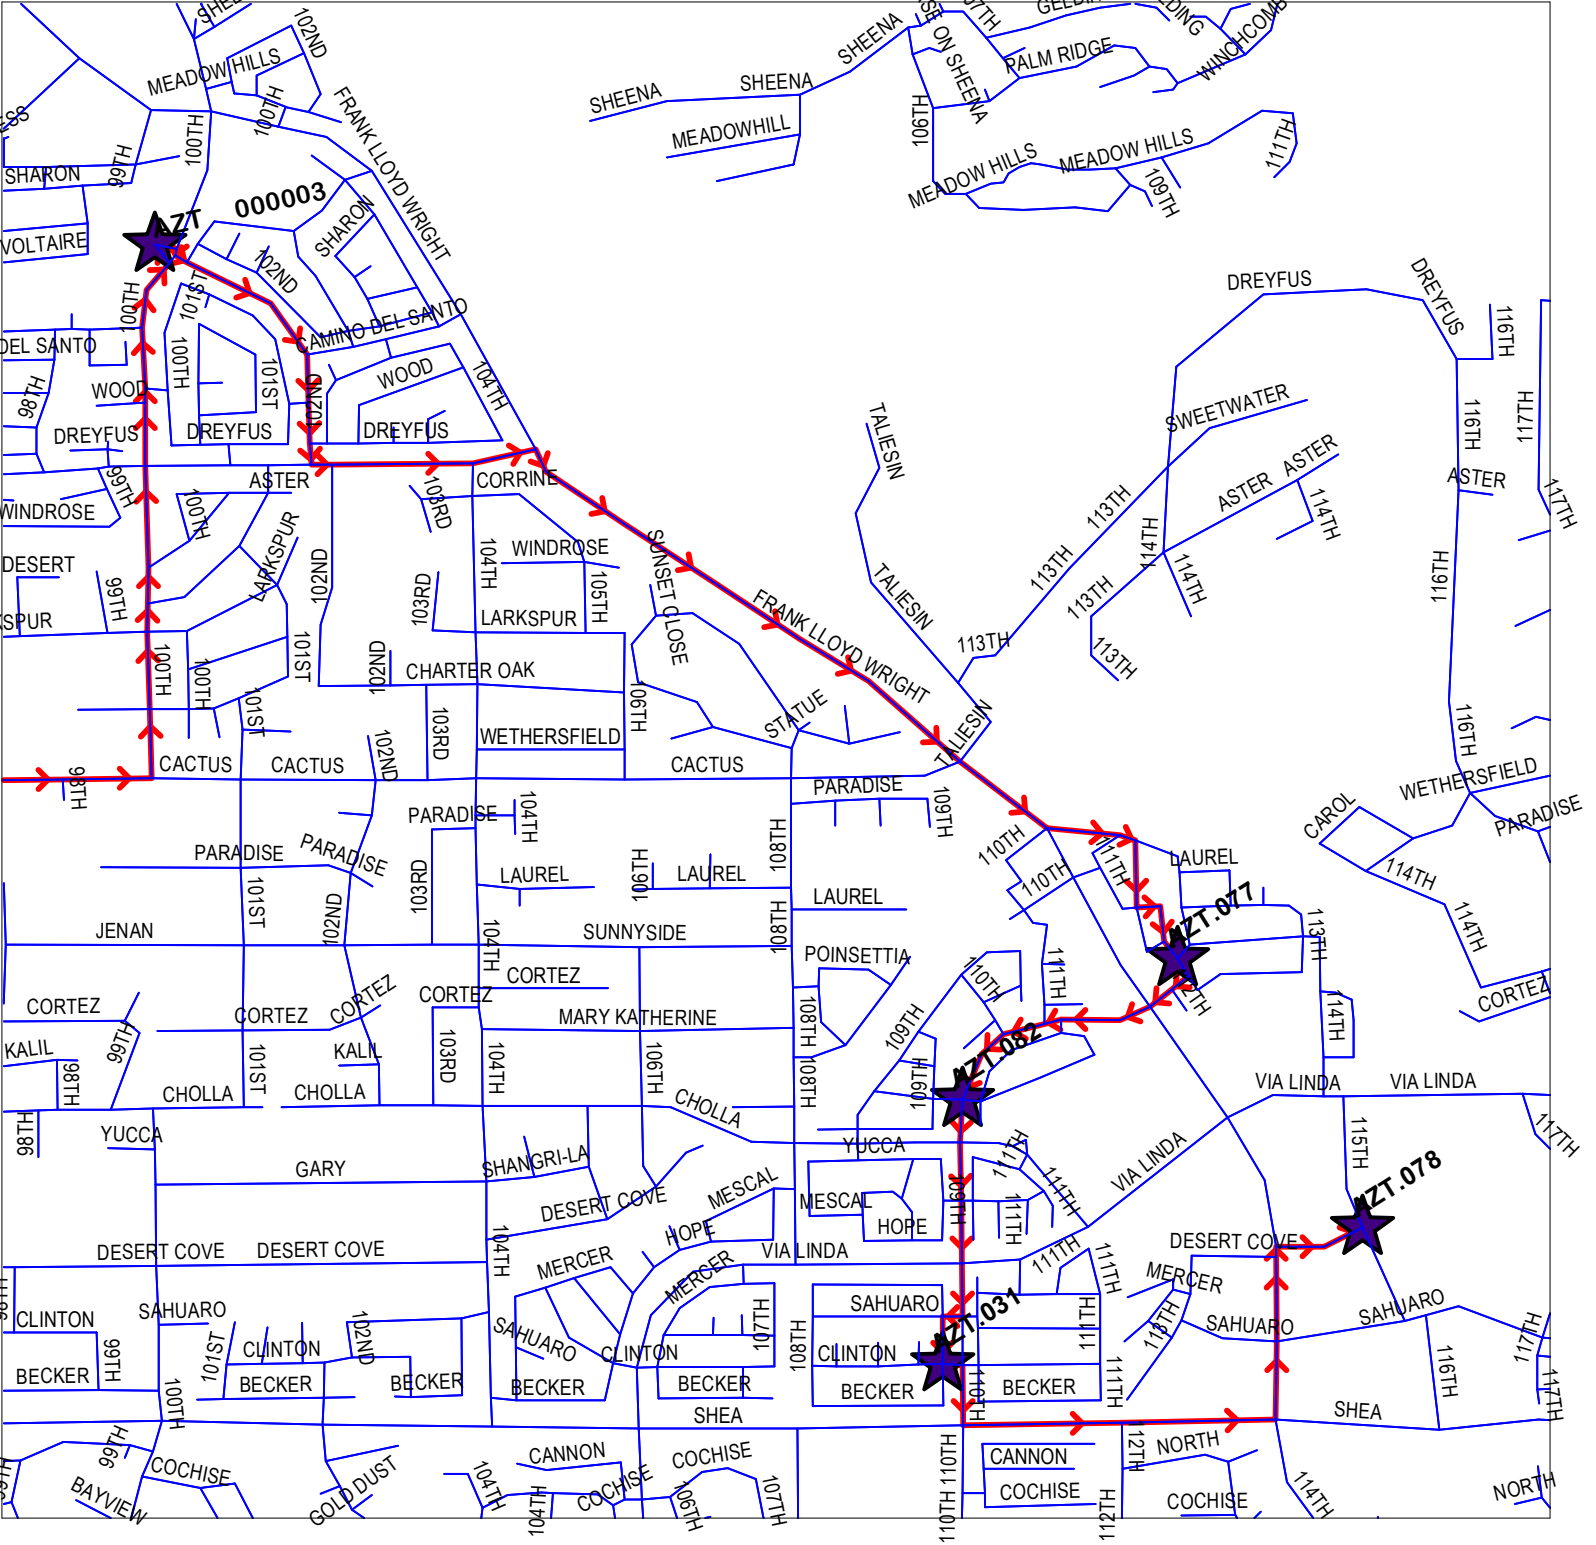 MEADOW HILLS
102ND
100TH
100TH
99TH
SHARON
VOLTAIRE
FRANK LLOYD WRIGHT
AZT 000003
SHARON
102ND
101ST
100TH
SHEENA
SHEENA
SHEENA
MEADOWHILL
106TH
PALM RIDGE
MEADOW HILLS
MEADOW HILLS
109TH
111TH
CAMINO DEL SANTO
DEL SANTO
98TH
WOOD
DREYFUS
100TH
101ST
102ND
WOOD
104TH
DREYFUS
DREYFUS
ASTER
CORRINE
99TH
WINDROSE
100TH
103RD
LARKSPUR
102ND
104TH
WINDROSE
DESERT
99TH
103RD
105TH
LARKSPUR
SUNSET CLOSE
KSPUR
101ST
100TH
100TH
102ND
CHARTER OAK
101ST
103RD
106TH
WETHERSFIELD
FRANK LLOYD WRIGHT
STATUE
TALIESIN
TALIESIN
TALIESIN
DREYFUS
DREYFUS
116TH
117TH
116TH
SWEETWATER
ASTER
ASTER
ASTER
113TH
114TH
114TH
117TH
113TH
114TH
113TH
116TH
113TH
113TH
116TH
98TH
CACTUS
CACTUS
102ND
CACTUS
PARADISE
109TH
WETHERSFIELD
PARADISE
CAROL
PARADISE
104TH
PARADISE
PARADISE
108TH
110TH
110TH
111TH
LAUREL
114TH
101ST
102ND
103RD
LAUREL
106TH
LAUREL
LAUREL
108TH
AZT.077
113TH
114TH
JENAN
104TH
SUNNYSIDE
POINSETTIA
110TH
111TH
CORTEZ
CORTEZ
CORTEZ
CORTEZ
CORTEZ
CORTEZ
99TH
MARY KATHERINE
108TH
109TH
114TH
KALIL
98TH
101ST
KALIL
103RD
104TH
106TH
108TH
109TH
AZT.082
CHOLLA
CHOLLA
CHOLLA
VIA LINDA
VIA LINDA
98TH
YUCCA
YUCCA
115TH
117TH
GARY
SHANGRI-LA
111TH
111TH
VIA LINDA
AZT.078
DESERT COVE
MESCAL
MESCAL
109TH
111TH
HOPE
HOPE
DESERT COVE
DESERT COVE
104TH
MERCER
MERCER
VIA LINDA
111TH
111TH
DESERT COVE
MERCER
CLINTON
SAHUARO
101ST
102ND
SAHUARO
107TH
108TH
SAHUARO
AZT.031
111TH
113TH
SAHUARO
SAHUARO
117TH
99TH
CLINTON
CLINTON
CLINTON
BECKER
100TH
BECKER
BECKER
BECKER
BECKER
BECKER
110TH
BECKER
111TH
116TH
117TH
SHEA
SHEA
99TH
BAYVIEW
COCHISE
GOLD DUST
104TH
CANNON
104TH
COCHISE
COCHISE
106TH
107TH
110TH
110TH
CANNON
COCHISE
112TH
112TH
NORTH
COCHISE
114TH
NORTH